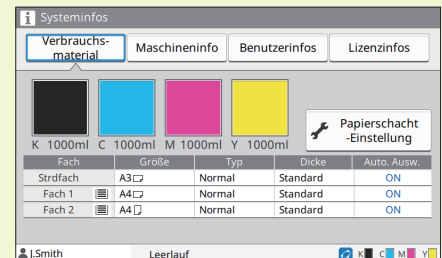 i Systeminfos
Verbrauchs-
material
Maschineninfo
Benutzerinfos
Lizenzinfos
K 1000ml C 1000ml M 1000ml Y 1000ml
Papierschacht
-Einstellung
Fach Größe Typ Dicke Auto. Ausw.
Strdfach A3 Normal Standard ON
Fach 1 A4 Normal Standard ON
Fach 2 A4 Normal Standard ON
J.Smith Leerlauf K C M Y